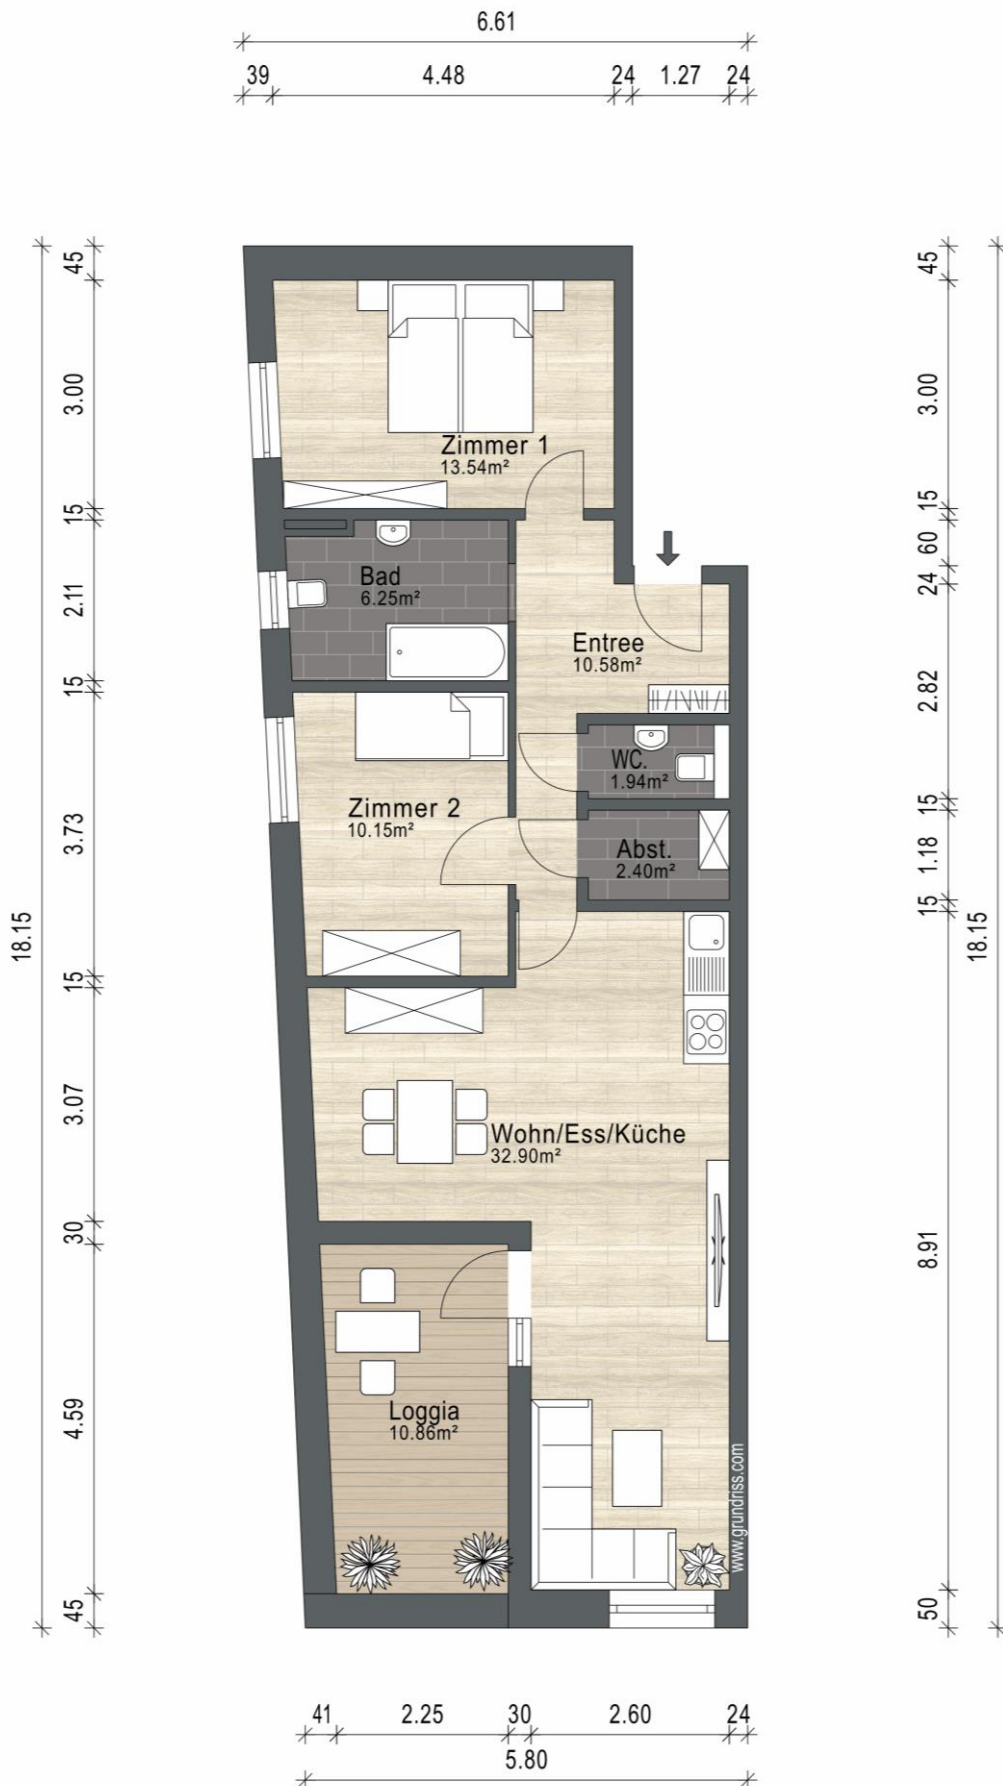 6.61
39 4.48 24 1.27 24
45
3.00
15
2.11
15
3.73
15
3.07
30
4.59
45
18.15
Zimmer 1
13.54m²
Bad
6.25m²
Entree
10.58m²
WC.
1.94m²
Zimmer 2
10.15m²
Abst.
2.40m²
Wohn/Ess/Küche
32.90m²
Loggia
10.86m²
www.grundriss.com
45
3.00
15
60
24
2.82
15
1.18
15
8.91
50
18.15
41 2.25 30 2.60 24
5.80